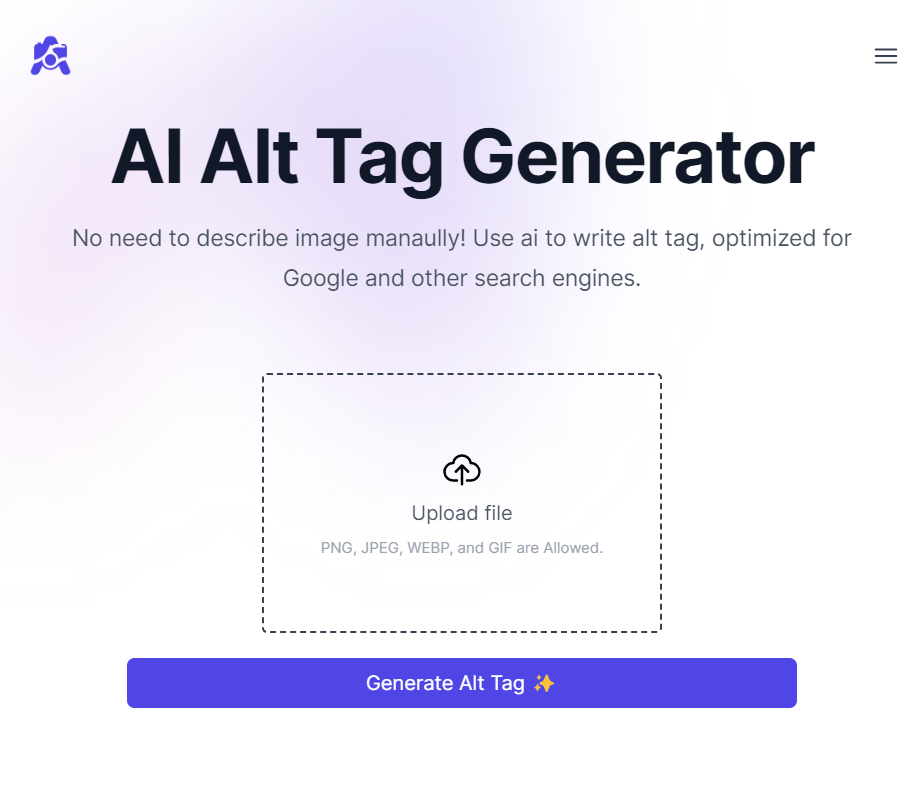 AI Alt Tag Generator
No need to describe image manaully! Use ai to write alt tag, optimized for
Google and other search engines.
Upload file
PNG, JPEG, WEBP, and GIF are Allowed.
Generate Alt Tag ✨